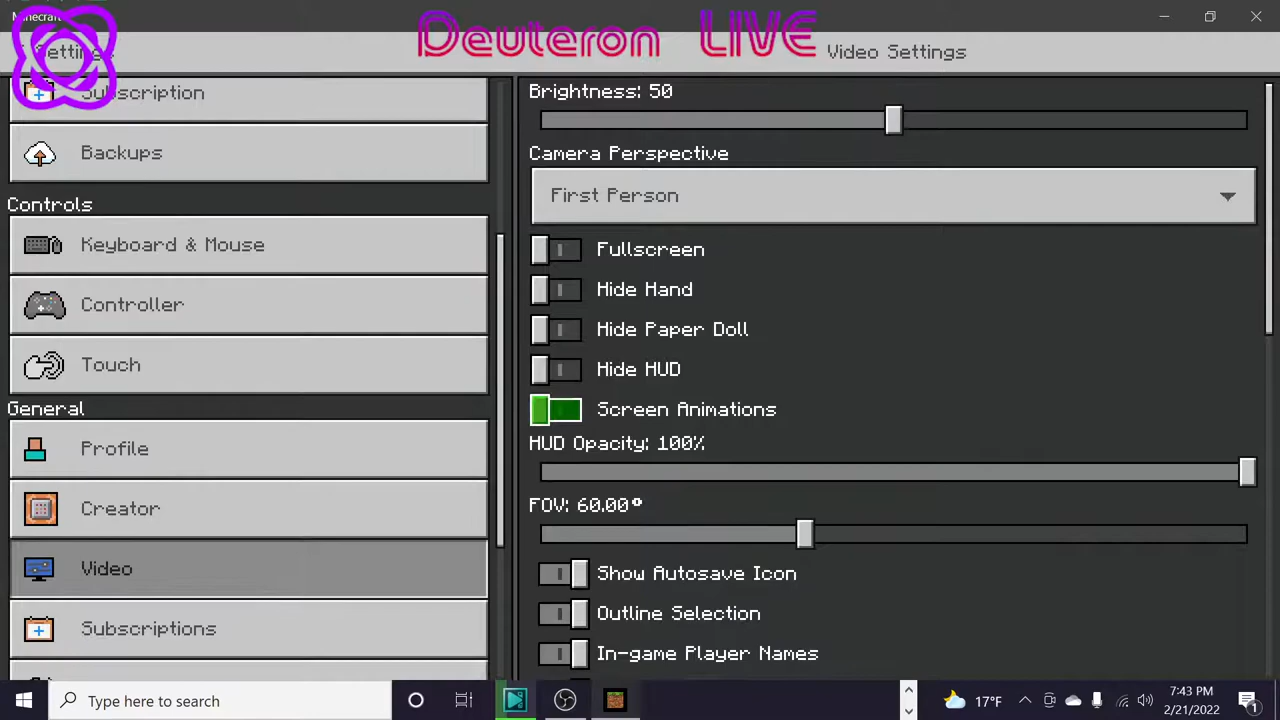 Minecraft
Settings
Deuteron LIVE
Video Settings
Subscription
Backups
Controls
Keyboard & Mouse
Controller
Touch
General
Profile
Creator
Video
Subscriptions
Brightness: 50
Camera Perspective
First Person
Fullscreen
Hide Hand
Hide Paper Doll
Hide HUD
Screen Animations
HUD Opacity: 100%
FOV: 60.00°
Show Autosave Icon
Outline Selection
In-game Player Names
Type here to search
17°F
7:43 PM
2/21/2022
1